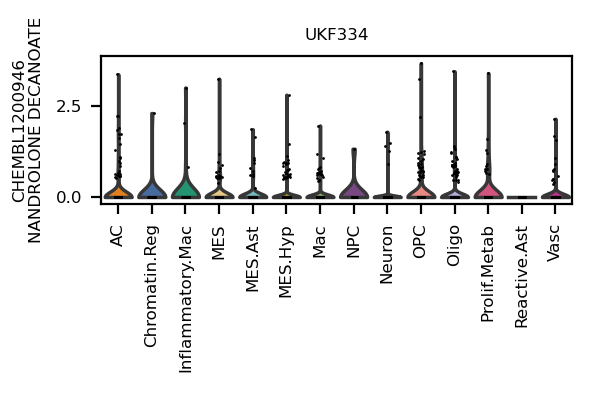 UKF334
CHEMBL1200946
NANDROLONE DECANOATE
2.5
0.0
AC
Chromatin.Reg
Inflammatory.Mac
MES
MES.Ast
MES.Hyp
Mac
NPC
Neuron
OPC
Oligo
Prolif.Metab
Reactive.Ast
Vasc